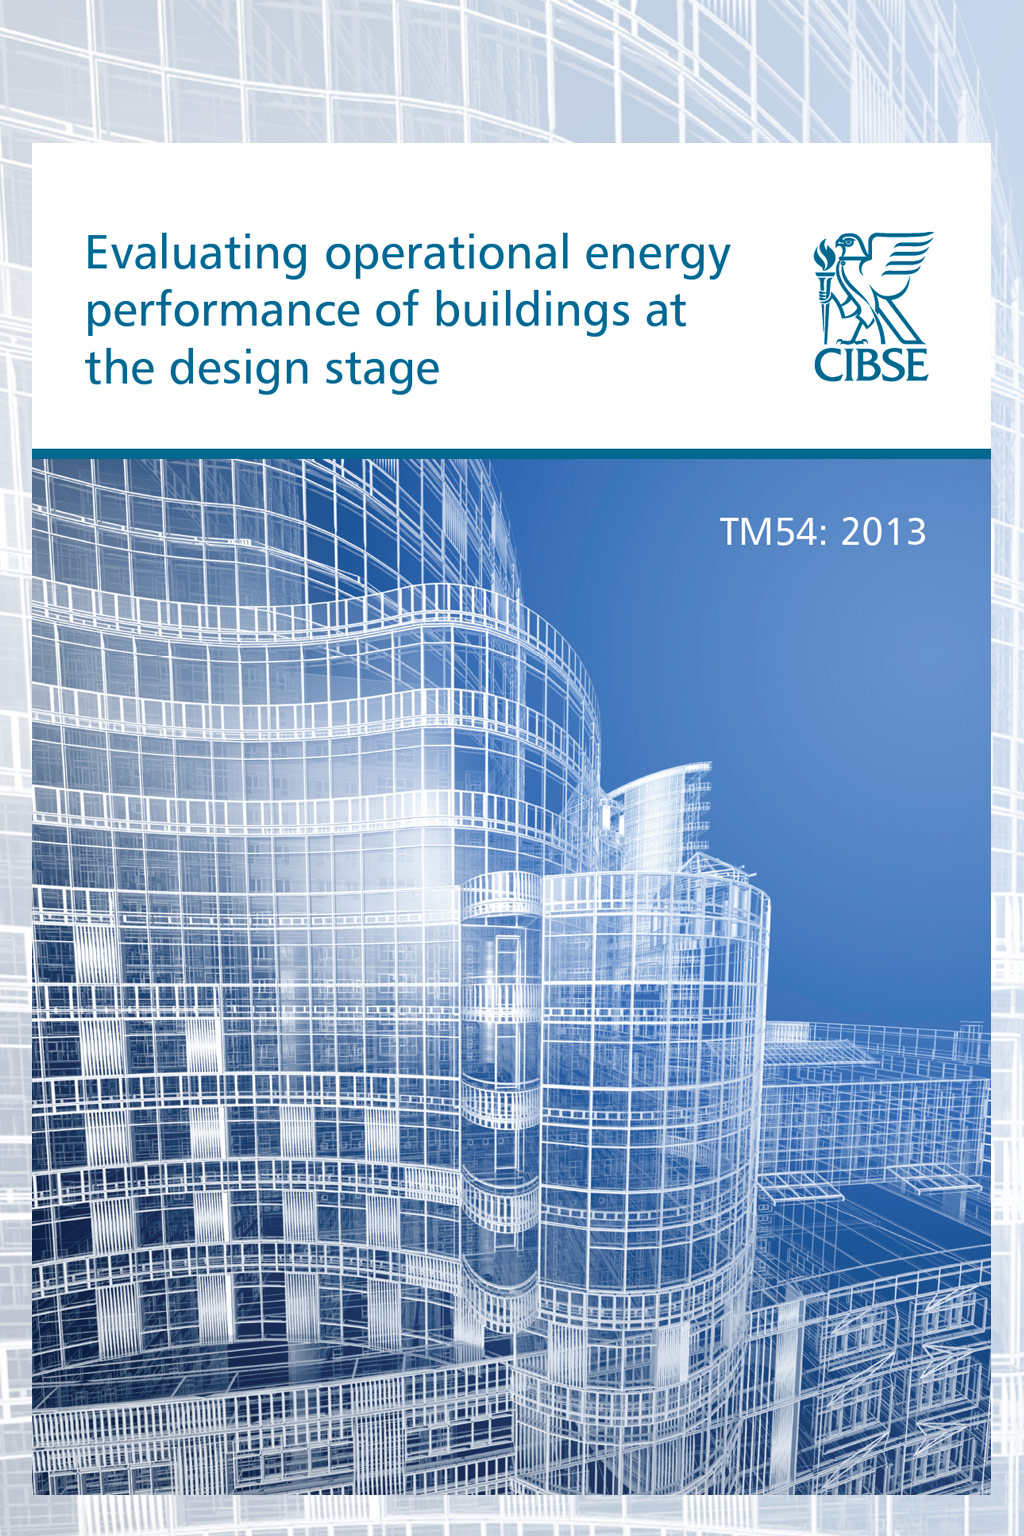 Evaluating operational energy
performance of buildings at
the design stage
CIBSE
TM54: 2013